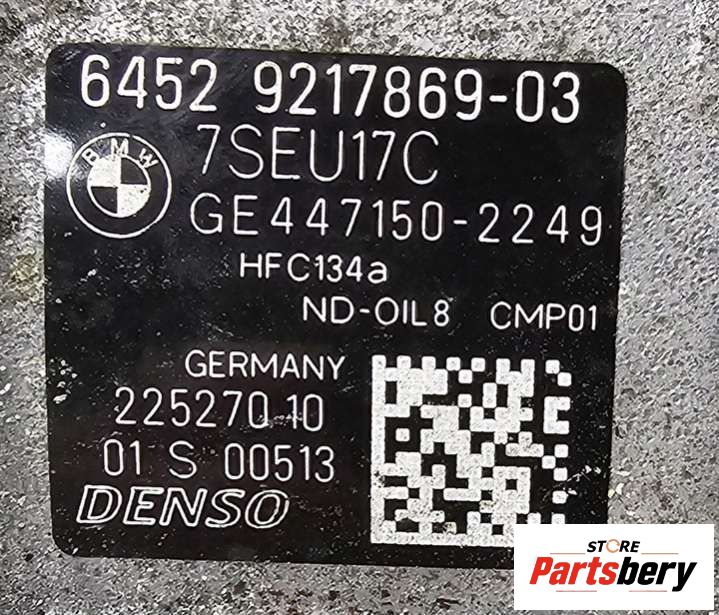 6452 9217869-03
BMW
7SEU17C
GE447150-2249
HFC134a
ND-OIL8 CMP01
GERMANY
225270 10
01 S 00513
DENSO
STORE
Partsbery